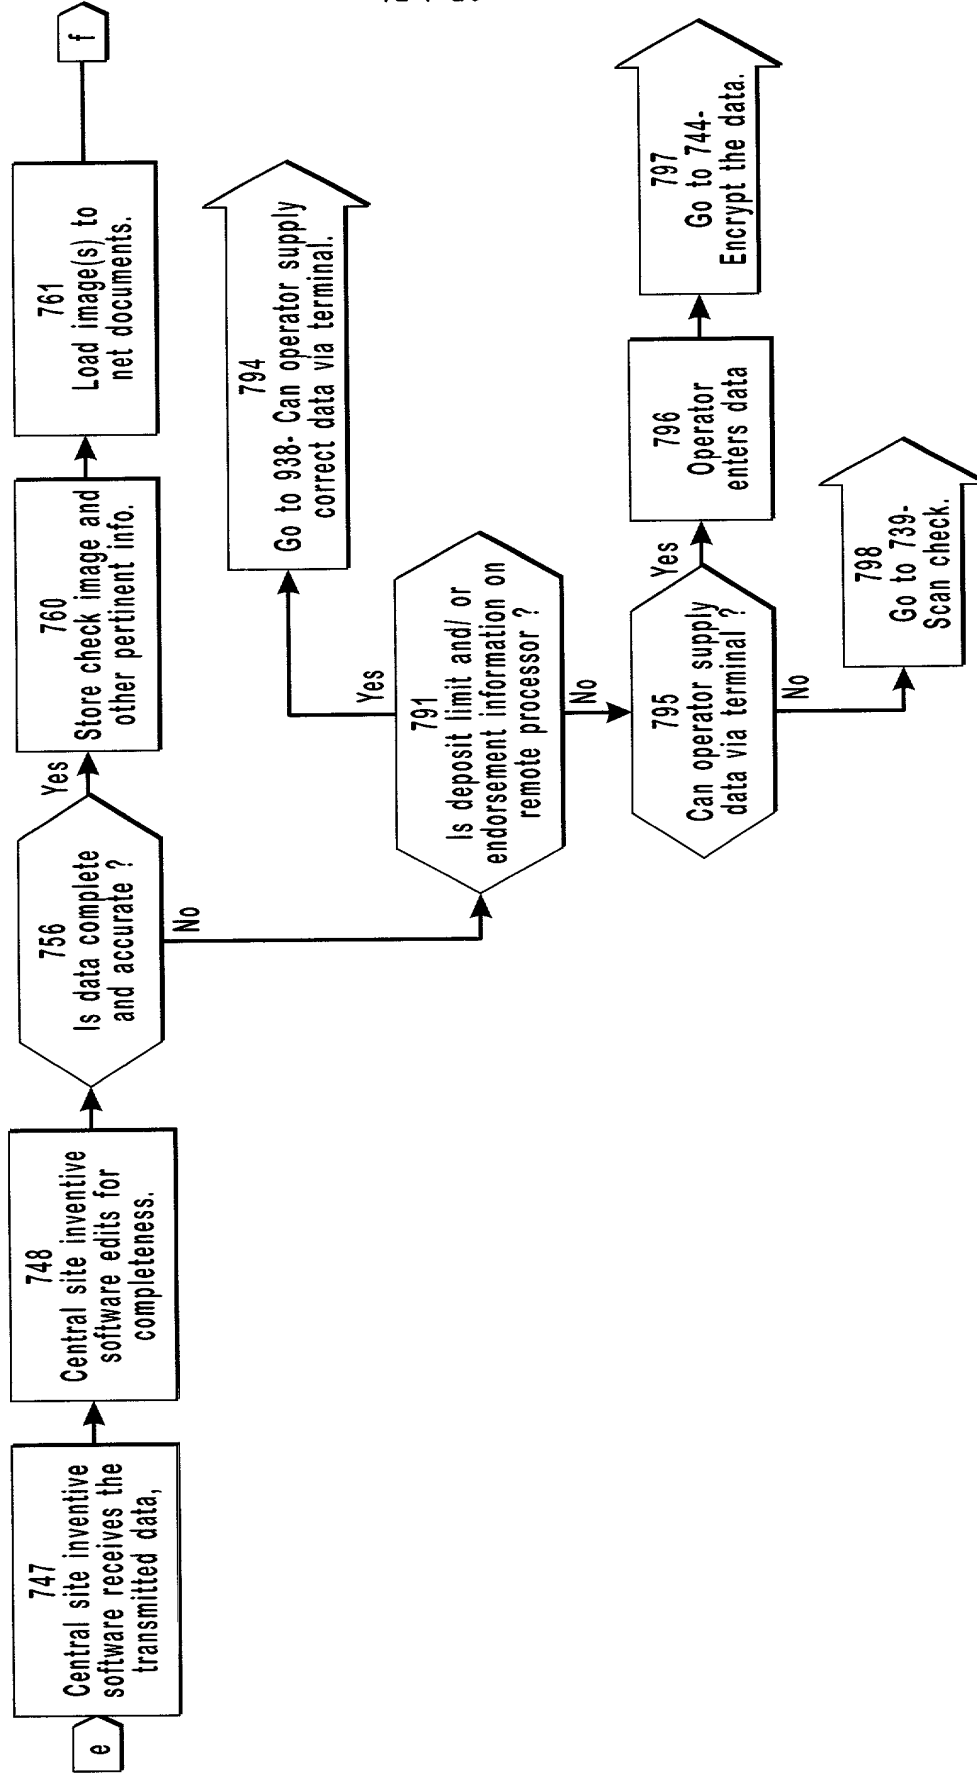 e
747
Central site inventive
software receives the
transmitted data,
748
Central site inventive
software edits for
completeness.
756
Is data complete
and accurate ?
Yes
No
760
Store check image and
other pertinent info.
761
Load image(s) to
net documents.
f
791
Is deposit limit and/ or
endorsement information on
remote processor ?
Yes
No
794
Go to 938- Can operator supply
correct data via terminal.
795
Can operator supply
data via terminal ?
Yes
No
796
Operator
enters data
797
Go to 744-
Encrypt the data.
798
Go to 739-
Scan check.